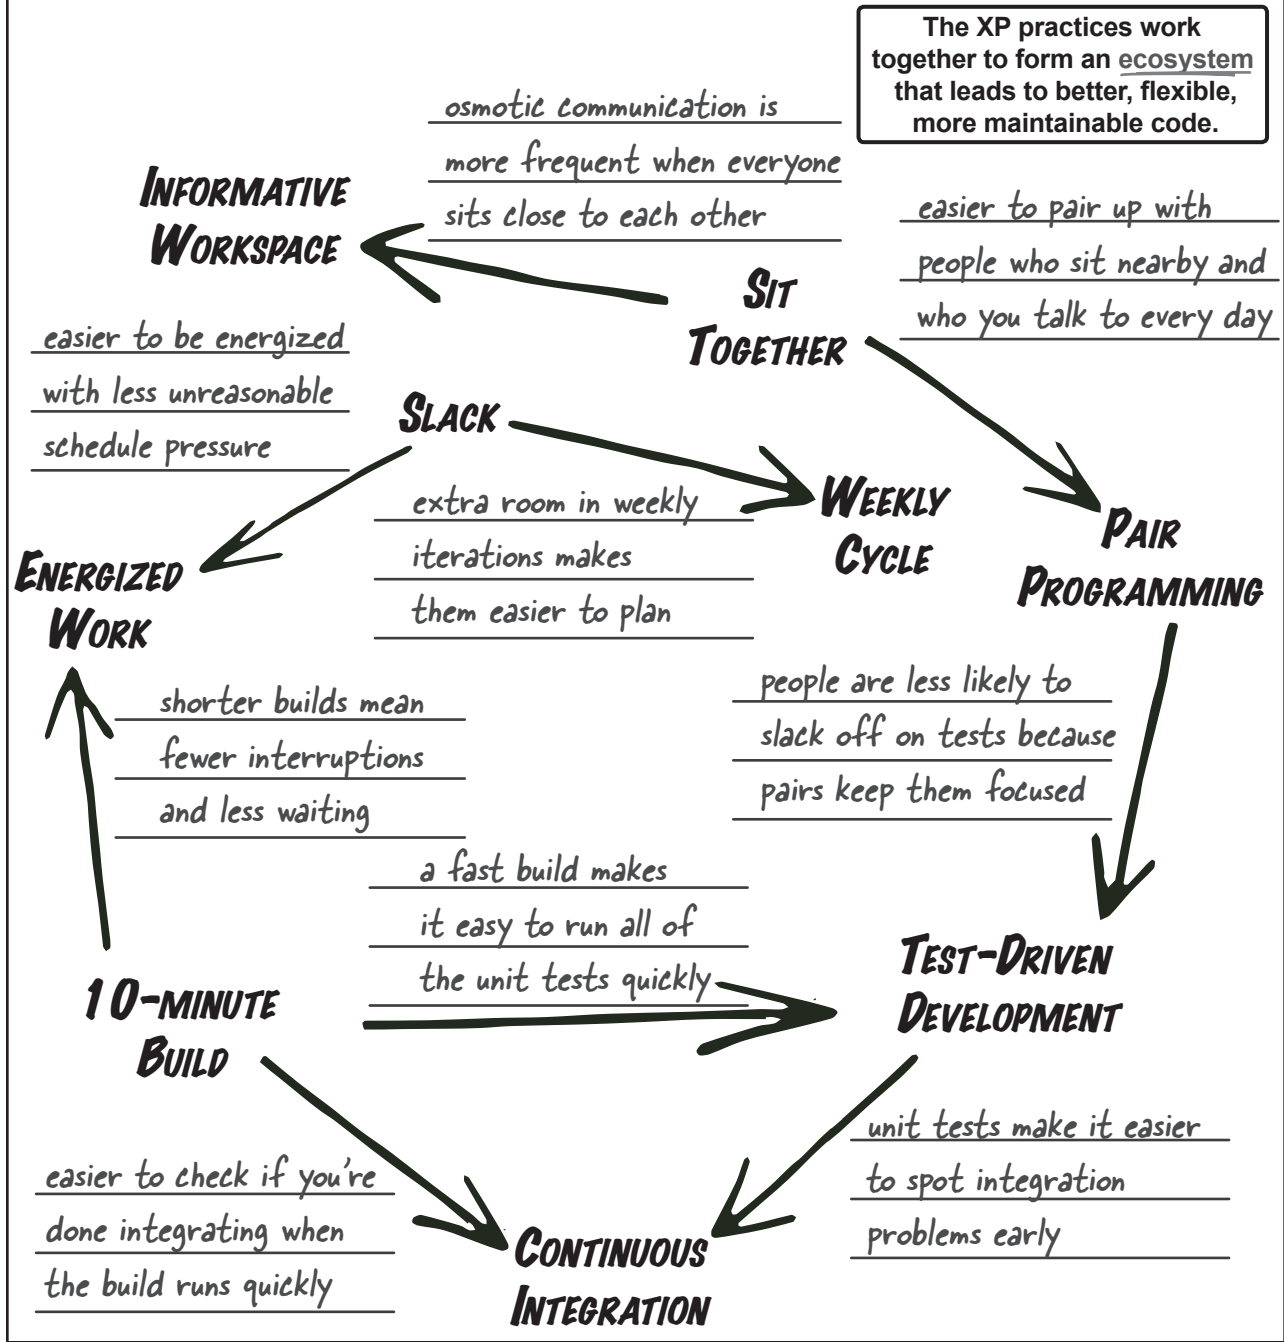 The XP practices work
together to form an ecosystem
that leads to better, flexible,
more maintainable code.
osmotic communication is
more frequent when everyone
sits close to each other
INFORMATIVE
WORKSPACE
easier to pair up with
people who sit nearby and
who you talk to every day
SIT
TOGETHER
easier to be energized
with less unreasonable
schedule pressure
SLACK
extra room in weekly
iterations makes
them easier to plan
WEEKLY
CYCLE
PAIR
PROGRAMMING
ENERGIZED
WORK
shorter builds mean
fewer interruptions
and less waiting
people are less likely to
slack off on tests because
pairs keep them focused
a fast build makes
it easy to run all of
the unit tests quickly
10-MINUTE
BUILD
TEST-DRIVEN
DEVELOPMENT
unit tests make it easier
to spot integration
problems early
easier to check if you're
done integrating when
the build runs quickly
CONTINUOUS
INTEGRATION